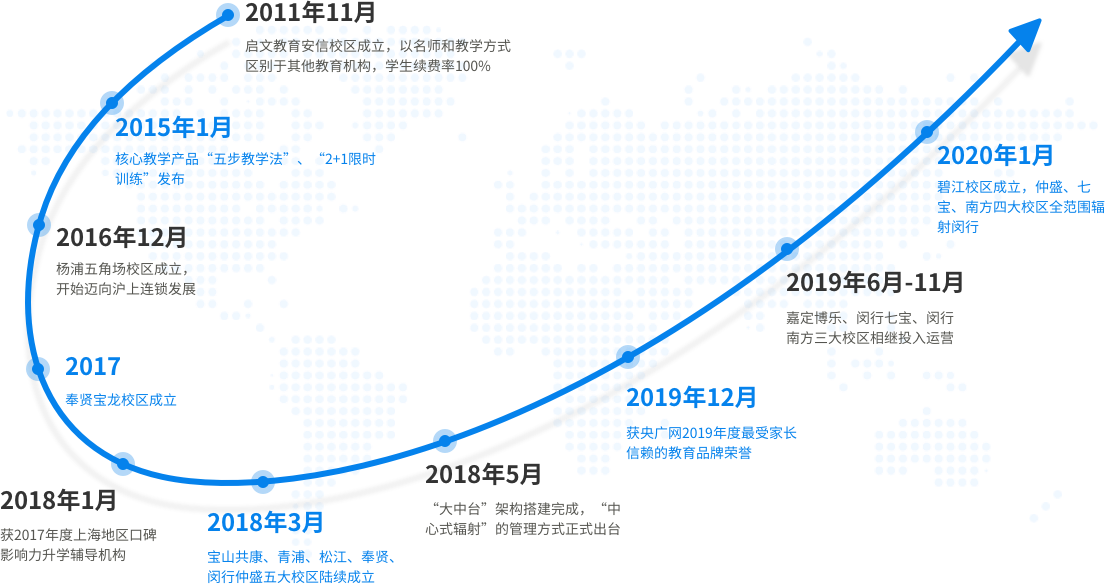 2011年11月
启文教育安信校区成立，以名师和教学方式
区别于其他教育机构，学生续费率100%
2015年1月
核心教学产品“五步教学法”、“2+1限时
训练”发布
2016年12月
杨浦五角场校区成立，
开始迈向沪上连锁发展
2017
奉贤宝龙校区成立
2018年1月
获2017年度上海地区口碑
影响力升学辅导机构
2018年3月
宝山共康、青浦、松江、奉贤、
闵行仲盛五大校区陆续成立
2018年5月
“大中台”架构搭建完成，“中
心式辐射”的管理方式正式出台
2019年12月
获央广网2019年度最受家长
信赖的教育品牌荣誉
2019年6月-11月
嘉定博乐、闵行七宝、闵行
南方三大校区相继投入运营
2020年1月
碧江校区成立，仲盛、七
宝、南方四大校区全范围辐
射闵行